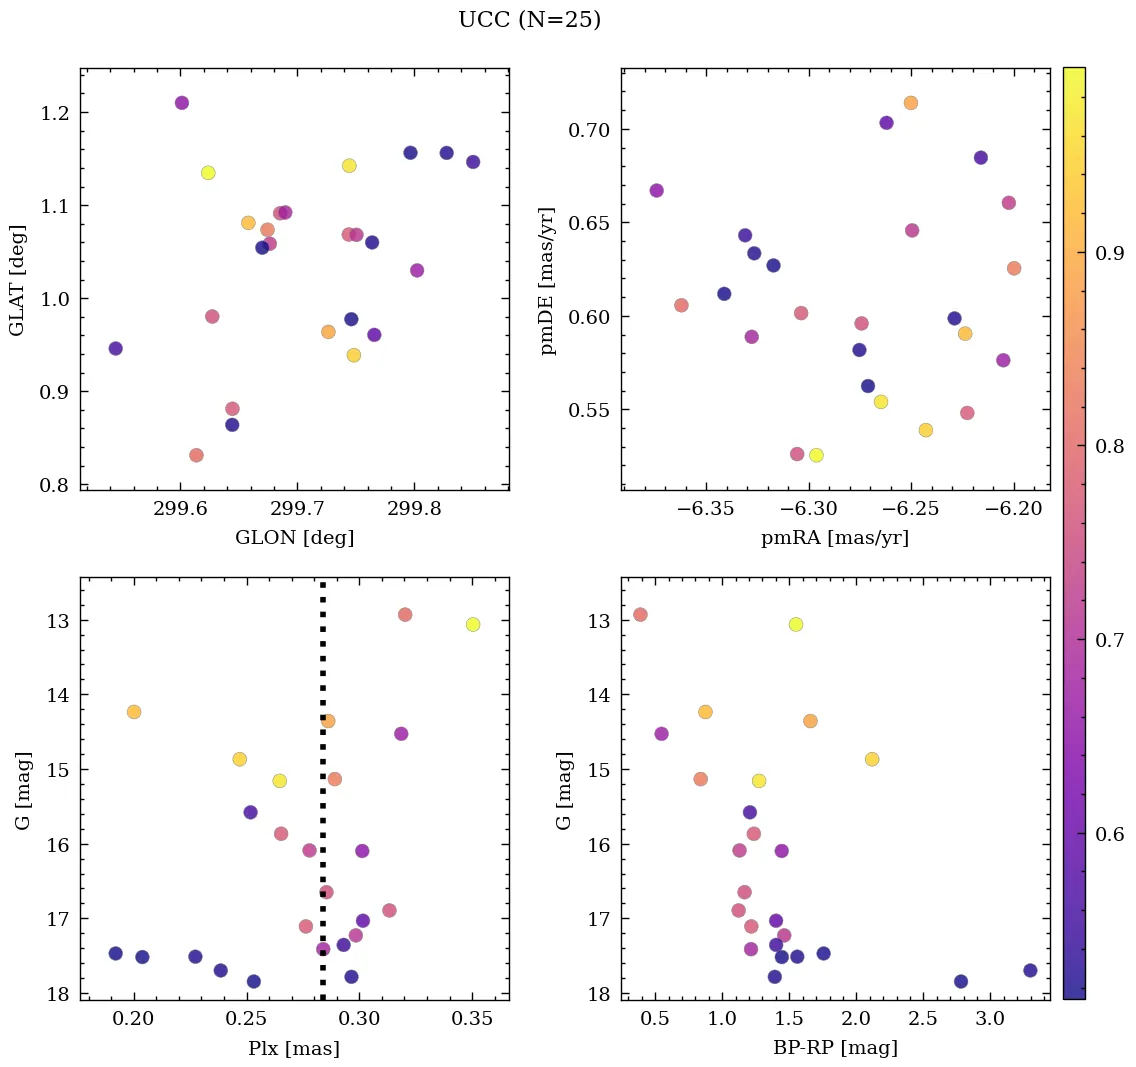 UCC (N=25)
1.2
1.1
1.0
0.9
0.8
GLAT [deg]
299.6 299.7 299.8
GLON [deg]
0.70
0.65
0.60
0.55
pmDE [mas/yr]
−6.35 −6.30 −6.25 −6.20
pmRA [mas/yr]
0.9
0.8
0.7
0.6
13
14
15
16
17
18
G [mag]
0.20 0.25 0.30 0.35
Plx [mas]
13
14
15
16
17
18
G [mag]
0.5 1.0 1.5 2.0 2.5 3.0
BP-RP [mag]